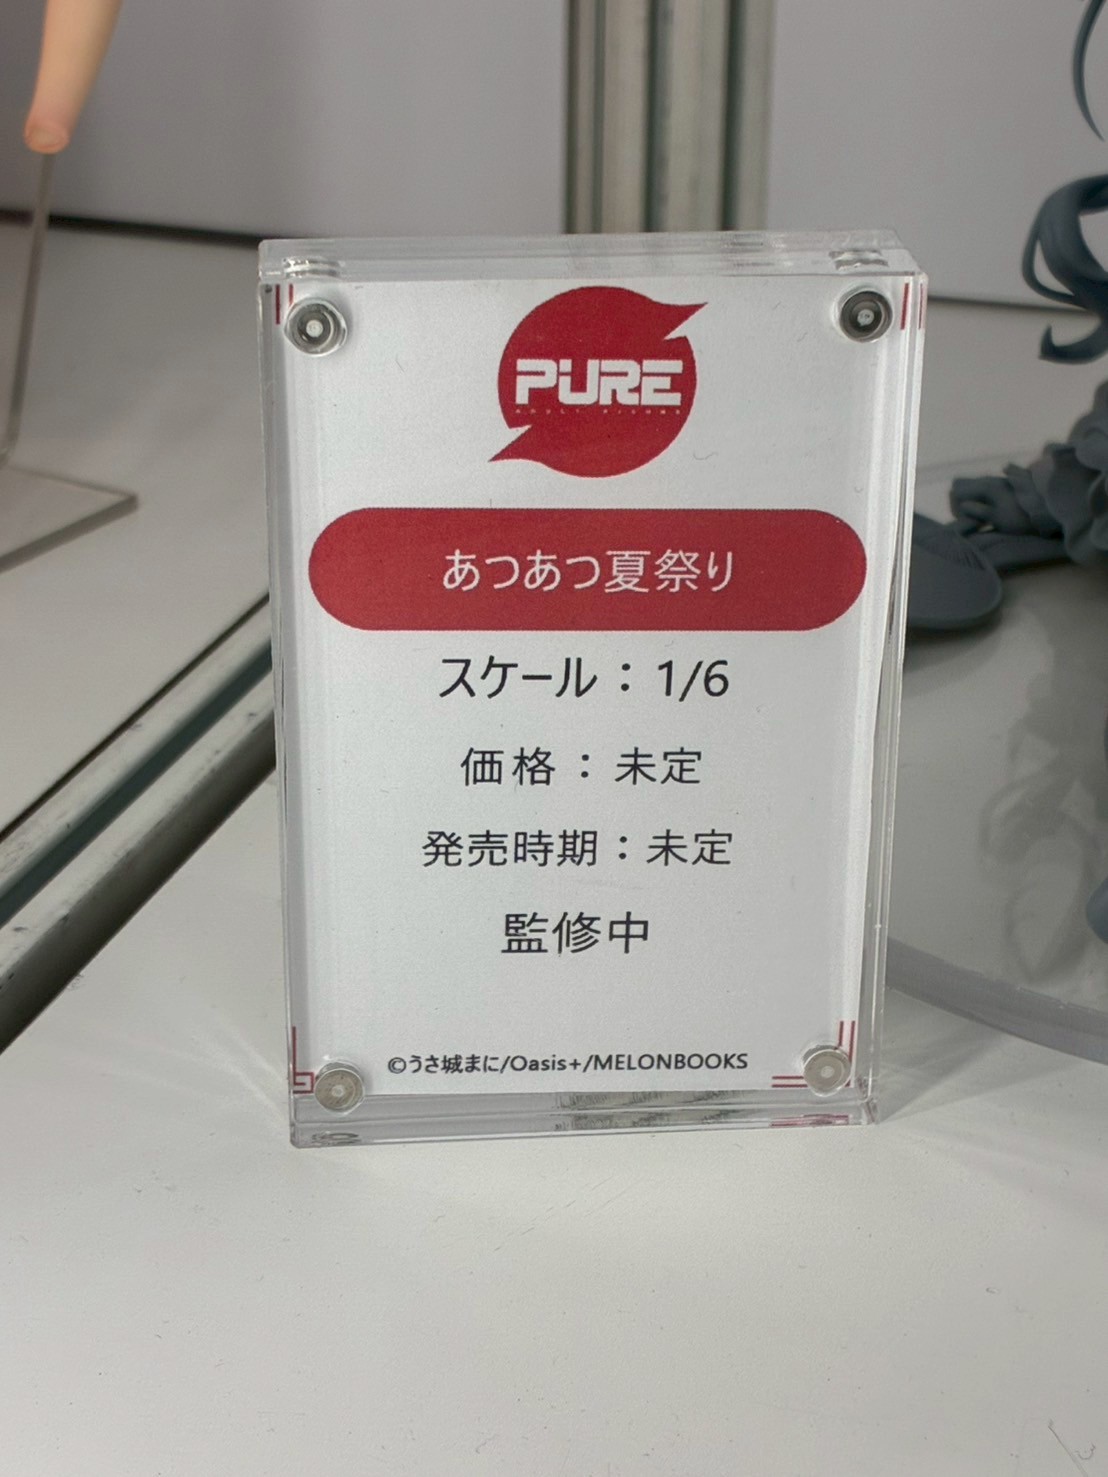 PURE
あつあつ夏祭り
スケール：1/6
価格：未定
発売時期：未定
監修中
©うさ城まに/Oasis+/MELONBOOKS